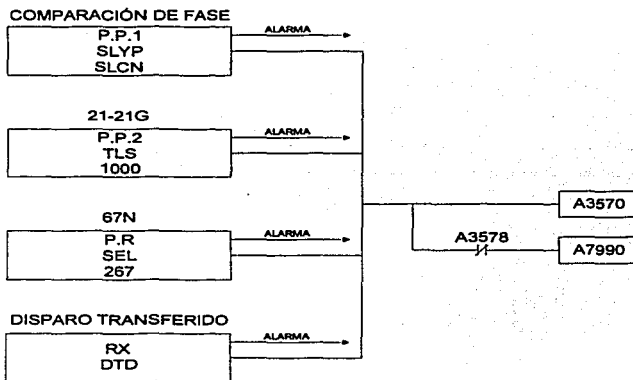 COMPARACIÓN DE FASE
P.P.1
SLYP
SLCN
ALARMA
21-21G
P.P.2
TLS
1000
ALARMA
67N
P.R
SEL
267
ALARMA
DISPARO TRANSFERIDO
RX
DTD
ALARMA
A3570
A3578
A7990